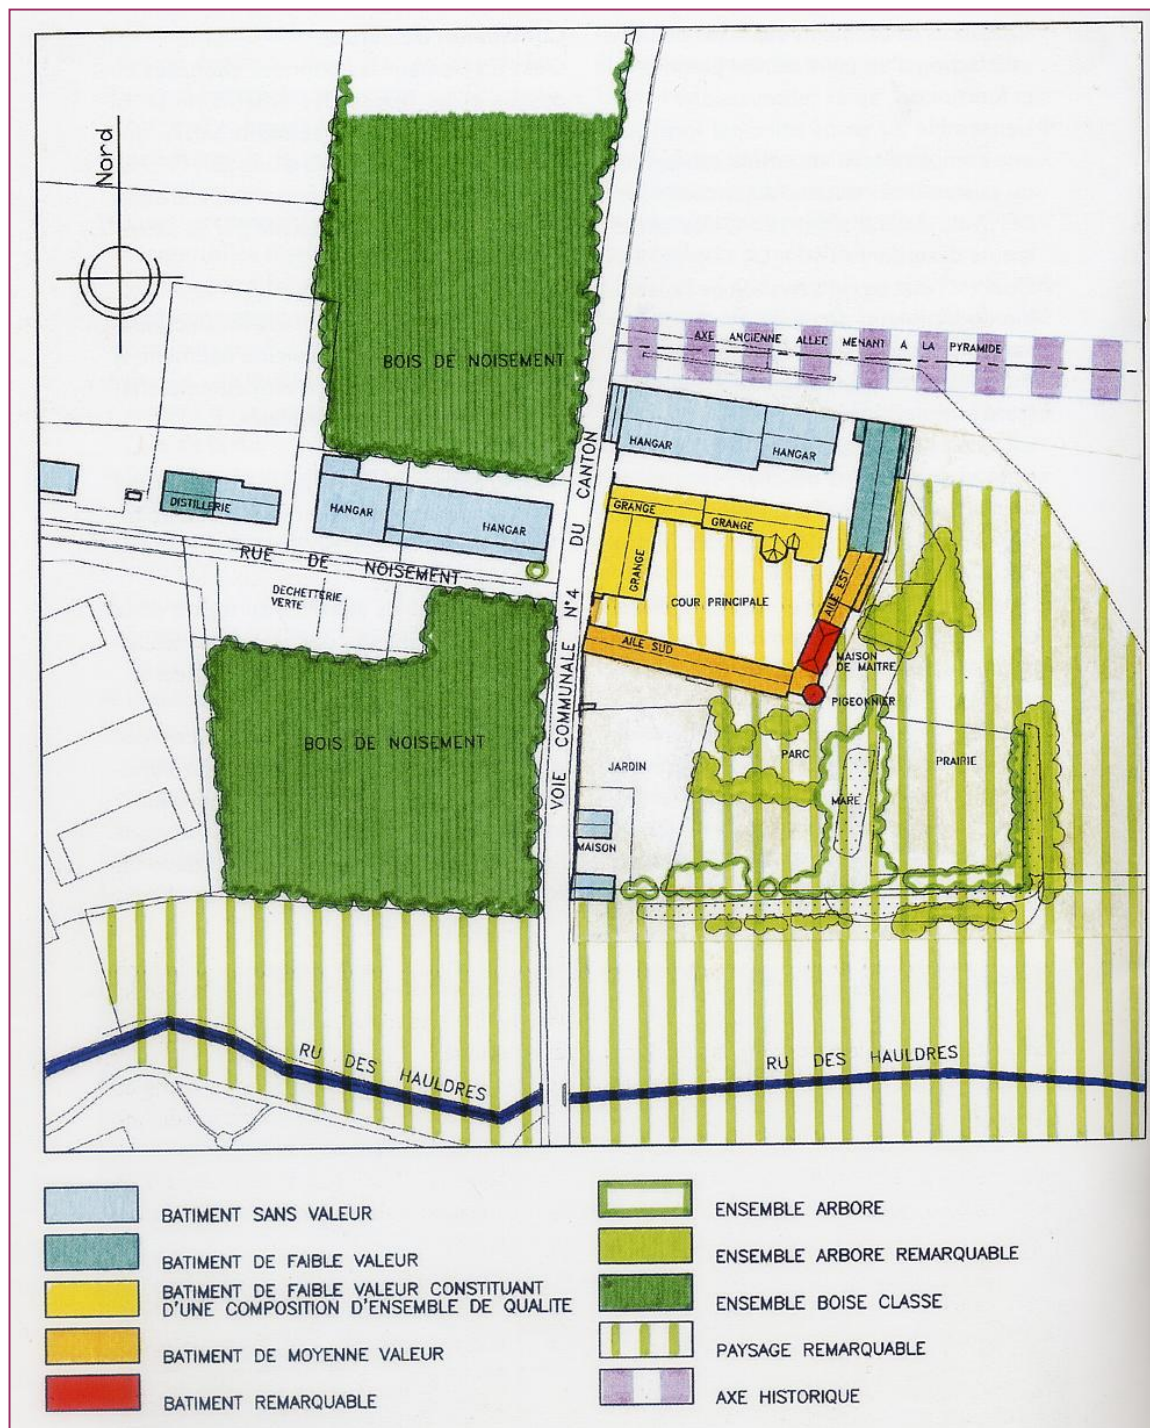 Nord
BOIS DE NOISEMENT
AXE ANCIENNE ALLEE MENANT A LA PYRAMIDE
HANGAR
HANGAR
DISTILLERIE
HANGAR
HANGAR
GRANGE
GRANGE
GRANGE
RUE DE NOISEMENT
DECHETTERIE
VERTE
VOIE COMMUNALE N°4 DU CANTON
COUR PRINCIPALE
AILE EST
AILE SUD
MAISON
DE MAITRE
PIGEONNIER
BOIS DE NOISEMENT
JARDIN
PARC
PRAIRIE
MARE
MAISON
RU DES HAULDRES
RU DES HAULDRES
BATIMENT SANS VALEUR
BATIMENT DE FAIBLE VALEUR
BATIMENT DE FAIBLE VALEUR CONSTITUANT
D'UNE COMPOSITION D'ENSEMBLE DE QUALITE
BATIMENT DE MOYENNE VALEUR
BATIMENT REMARQUABLE
ENSEMBLE ARBORE
ENSEMBLE ARBORE REMARQUABLE
ENSEMBLE BOISE CLASSE
PAYSAGE REMARQUABLE
AXE HISTORIQUE